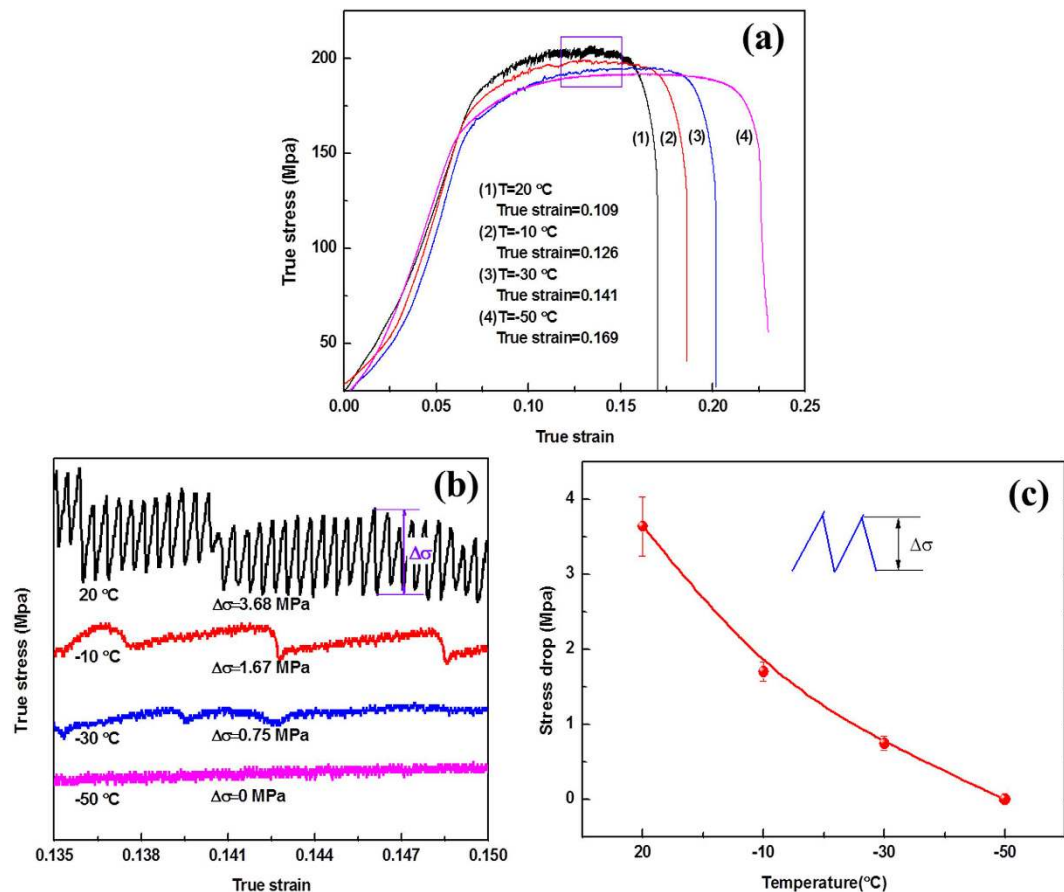 (a)
200
150
100
50
True stress (Mpa)
(1) (2) (3) (4)
(1)T=20 ℃
True strain=0.109
(2)T=-10 ℃
True strain=0.126
(3)T=-30 ℃
True strain=0.141
(4)T=-50 ℃
True strain=0.169
0.00 0.05 0.10 0.15 0.20 0.25
True strain
(b)
True stress (Mpa)
Δσ
20 ℃
Δσ=3.68 MPa
-10 ℃
Δσ=1.67 MPa
-30 ℃
Δσ=0.75 MPa
-50 ℃
Δσ=0 MPa
0.135 0.138 0.141 0.144 0.147 0.150
True strain
(c)
4
3
2
1
0
Stress drop (Mpa)
Δσ
20 -10 -30 -50
Temperature(℃)